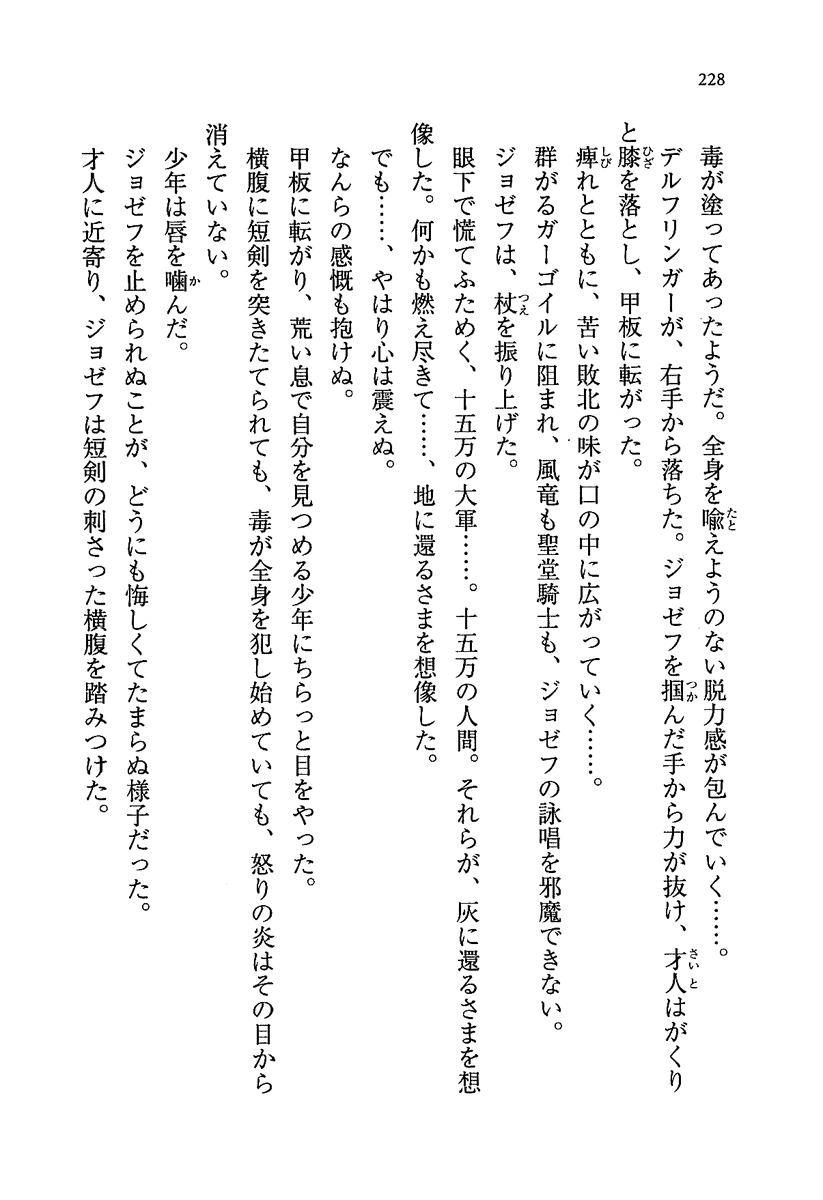 228
毒が塗ってあったようだ。全身を喩えようのない脱力感が包んでいく……。
デルフリンガーが、右手から落ちた。ジョゼフを掴んだ手から力が抜け、才人はがくり
と膝を落とし、甲板に転がった。
痺れとともに、苦い敗北の味が口の中に広がっていく……。
群がるガーゴイルに阻まれ、風竜も聖堂騎士も、ジョゼフの詠唱を邪魔できない。
ジョゼフは、杖を振り上げた。
眼下で慌てふためく、十五万の大軍……。十五万の人間。それらが、灰に還るさまを想
像した。何かも燃え尽きて……、地に還るさまを想像した。
でも……、やはり心は震えぬ。
なんらの感慨も抱けぬ。
甲板に転がり、荒い息で自分を見つめる少年にちらっと目をやった。
横腹に短剣を突きたてられても、毒が全身を犯し始めていても、怒りの炎はその目から
消えていない。
少年は唇を噛んだ。
ジョゼフを止められぬことが、どうにも悔しくてたまらぬ様子だった。
才人に近寄り、ジョゼフは短剣の刺さった横腹を踏みつけた。